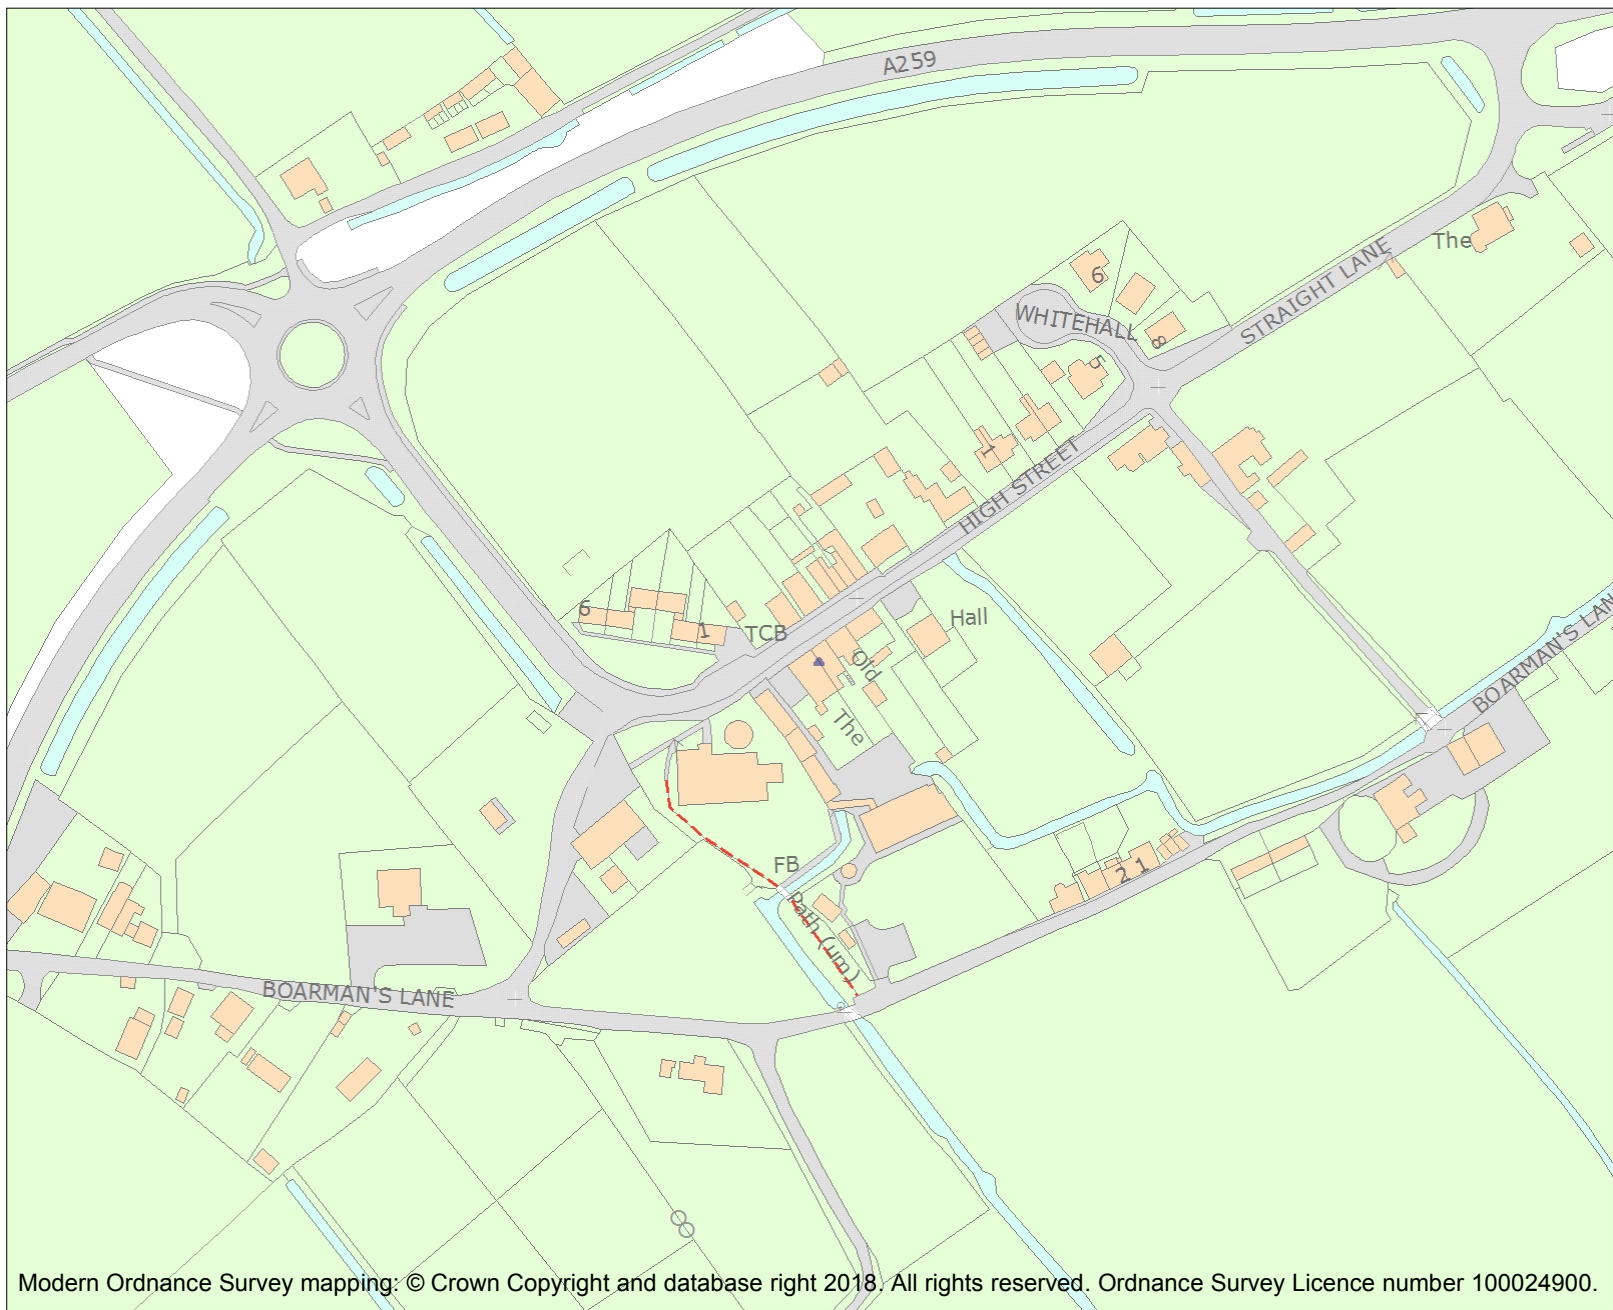 A259
The
6
WHITEHALL
8
STRAIGHT LANE
5
1
HIGH STREET
6
1
TCB
Hall
Old
The
BOARMAN'S LAN
FB
2 1
Path (um)
BOARMAN'S LANE
Modern Ordnance Survey mapping: © Crown Copyright and database right 2018. All rights reserved. Ordnance Survey Licence number 100024900.